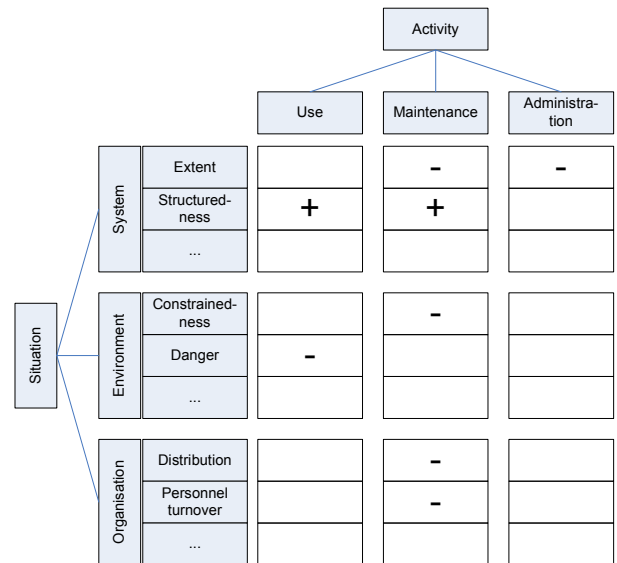 Activity
Use
Maintenance
Administra-
tion
Situation
System
Extent
-
-
Structured-
ness
+
+
...
Environment
Constrained-
ness
-
Danger
-
...
Organisation
Distribution
-
Personnel
turnover
-
...